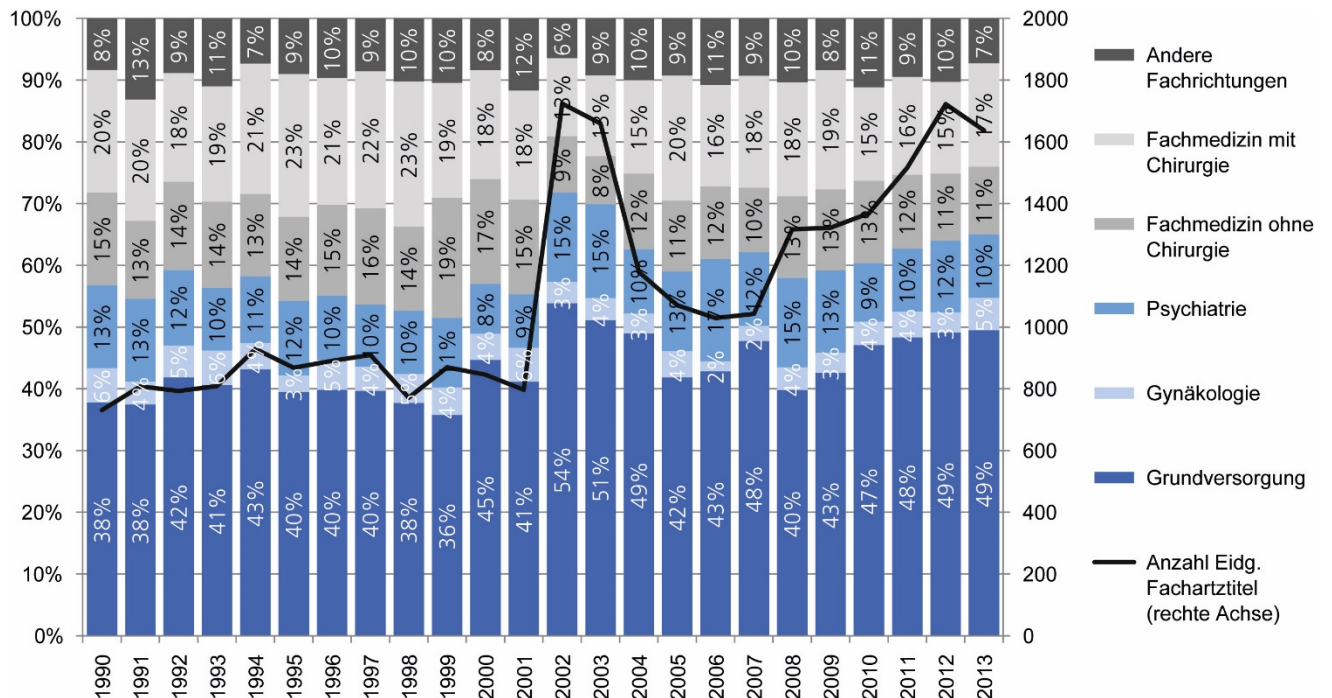 100%
90%
80%
70%
60%
50%
40%
30%
20%
10%
0%
8% 13% 9% 11% 7% 9% 10% 9% 10% 10% 8% 12% 6% 9% 10% 9% 11% 9% 10% 8% 11% 9% 10% 7%
20% 20% 18% 19% 21% 23% 21% 22% 23% 19% 18% 18% 13% 13% 15% 20% 16% 18% 18% 19% 15% 16% 15% 17%
15% 13% 14% 14% 13% 14% 15% 16% 14% 19% 17% 15% 9% 8% 12% 11% 12% 10% 13% 13% 13% 12% 11% 11%
13% 13% 12% 10% 11% 12% 10% 10% 10% 11% 8% 9% 15% 15% 10% 13% 17% 12% 15% 13% 9% 10% 12% 10%
6% 4% 5% 6% 4% 3% 5% 4% 4% 4% 6% 3% 4% 3% 4% 2% 2% 4% 3% 4% 4% 3% 5%
38% 38% 42% 41% 43% 40% 40% 40% 38% 36% 45% 41% 54% 51% 49% 42% 43% 48% 40% 43% 47% 48% 49% 49%
1990 1991 1992 1993 1994 1995 1996 1997 1998 1999 2000 2001 2002 2003 2004 2005 2006 2007 2008 2009 2010 2011 2012 2013
2000
1800
1600
1400
1200
1000
800
600
400
200
0
Andere
Fachrichtungen
Fachmedizin mit
Chirurgie
Fachmedizin ohne
Chirurgie
Psychiatrie
Gynäkologie
Grundversorgung
Anzahl Eidg.
Fachartztitel
(rechte Achse)